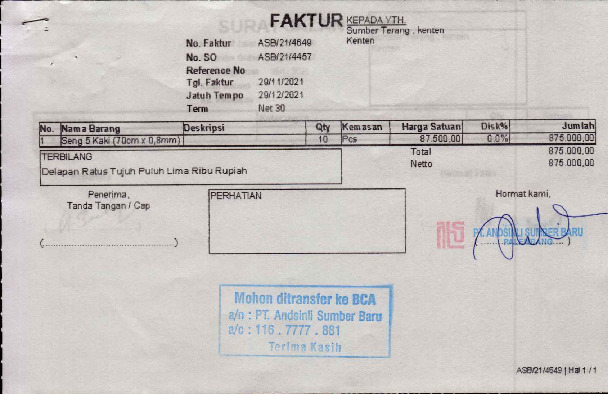 FAKTUR
KEPADA YTH.
Sumber Terang , kenten
Kenten
No. Faktur ASB/21/4649
No. SO ASB/21/4457
Reference No
Tgl. Faktur 29/11/2021
Jatuh Tempo 29/12/2021
Term Net 30
No. Nama Barang Deskripsi Qty Kemasan Harga Satuan Disk% Jumlah
1 Seng 5 Kaki (70cm x 0,8mm) 10 Pcs 87.500,00 0.0% 875.000,00
TERBILANG
Delapan Ratus Tujuh Puluh Lima Ribu Rupiah
Total 875.000,00
Netto 875.000,00
Penerima,
Tanda Tangan / Cap
(............................................)
PERHATIAN
Hormat kami,
PT. ANDSINLI SUMBER BARU
PALEMBANG
Mohon ditransfer ke BCA
a/n : PT. Andsinli Sumber Baru
a/c : 116 . 7777 . 881
Terima Kasih
ASB/21/4649 | Hal 1 / 1